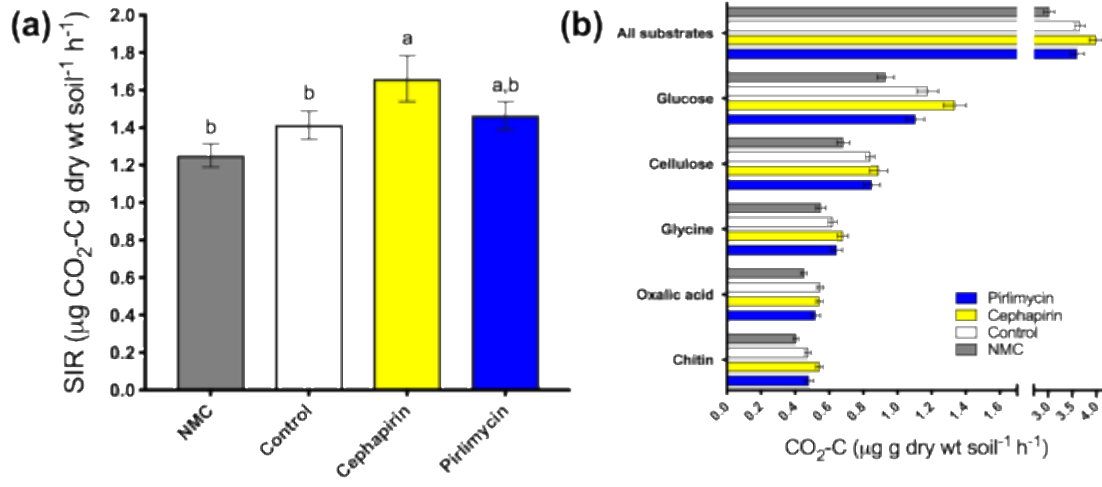 (a)
SIR (µg CO₂-C g dry wt soil⁻¹ h⁻¹)
2.0
1.8
1.6
1.4
1.2
1.0
0.8
0.6
0.4
0.2
0.0
b
b
a
a,b
NMC
Control
Cephapirin
Pirlimycin
(b)
All substrates
Glucose
Cellulose
Glycine
Oxalic acid
Chitin
Pirlimycin
Cephapirin
Control
NMC
0.0 0.2 0.4 0.6 0.8 1.0 1.2 1.4 1.6 3.0 3.5 4.0
CO₂-C (µg g dry wt soil⁻¹ h⁻¹)